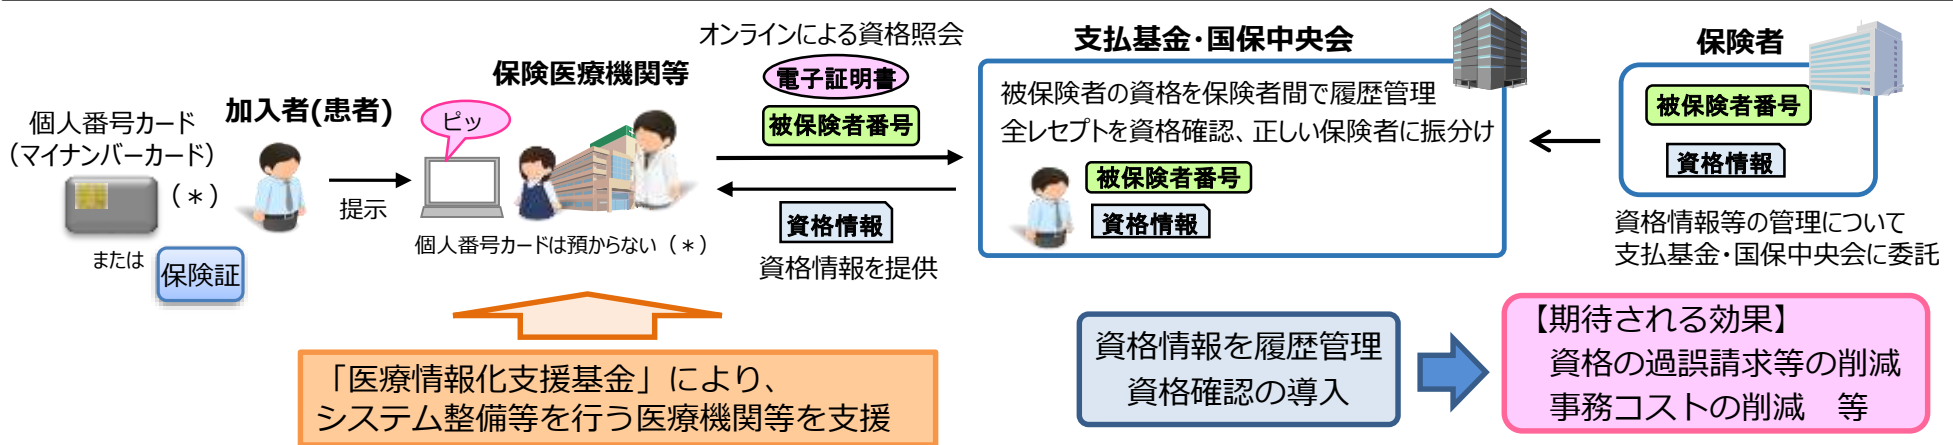 個人番号カード
（マイナンバーカード）
（＊）
または
保険証
加入者(患者)
提示
保険医療機関等
ピッ
個人番号カードは預からない（＊）
オンラインによる資格照会
電子証明書
被保険者番号
資格情報
資格情報を提供
支払基金･国保中央会
被保険者の資格を保険者間で履歴管理
全レセプトを資格確認、正しい保険者に振分け
被保険者番号
資格情報
保険者
被保険者番号
資格情報
資格情報等の管理について
支払基金･国保中央会に委託
「医療情報化支援基金」により、
システム整備等を行う医療機関等を支援
資格情報を履歴管理
資格確認の導入
【期待される効果】
資格の過誤請求等の削減
事務コストの削減　等